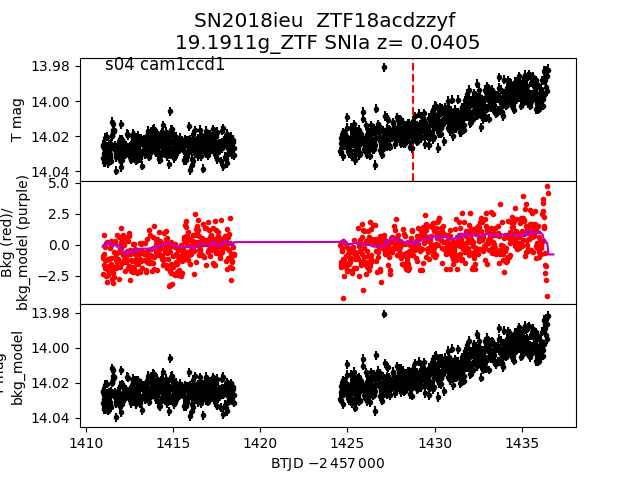 SN2018ieu ZTF18acdzzyf
19.1911g_ZTF SNIa z= 0.0405
s04 cam1ccd1
T mag
13.98
14.00
14.02
14.04
Bkg (red)/
bkg_model (purple)
5.0
2.5
0.0
−2.5
bkg_model
13.98
14.00
14.02
14.04
1410 1415 1420 1425 1430 1435
BTJD −2 457 000